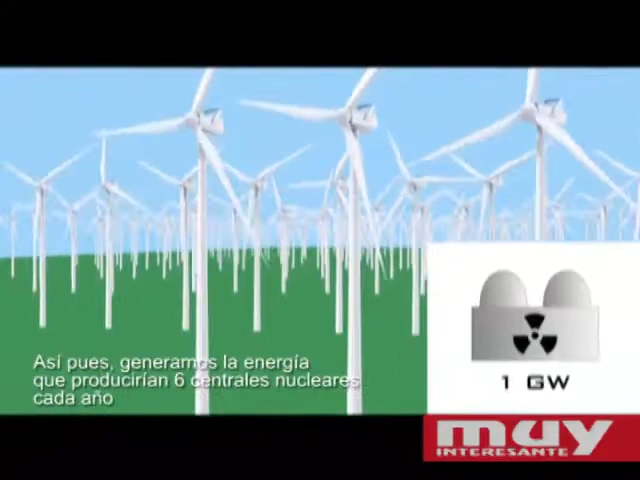 Así pues, generamos la energía
que producirían 6 centrales nucleares
cada año
1 GW
muy
INTERESANTE